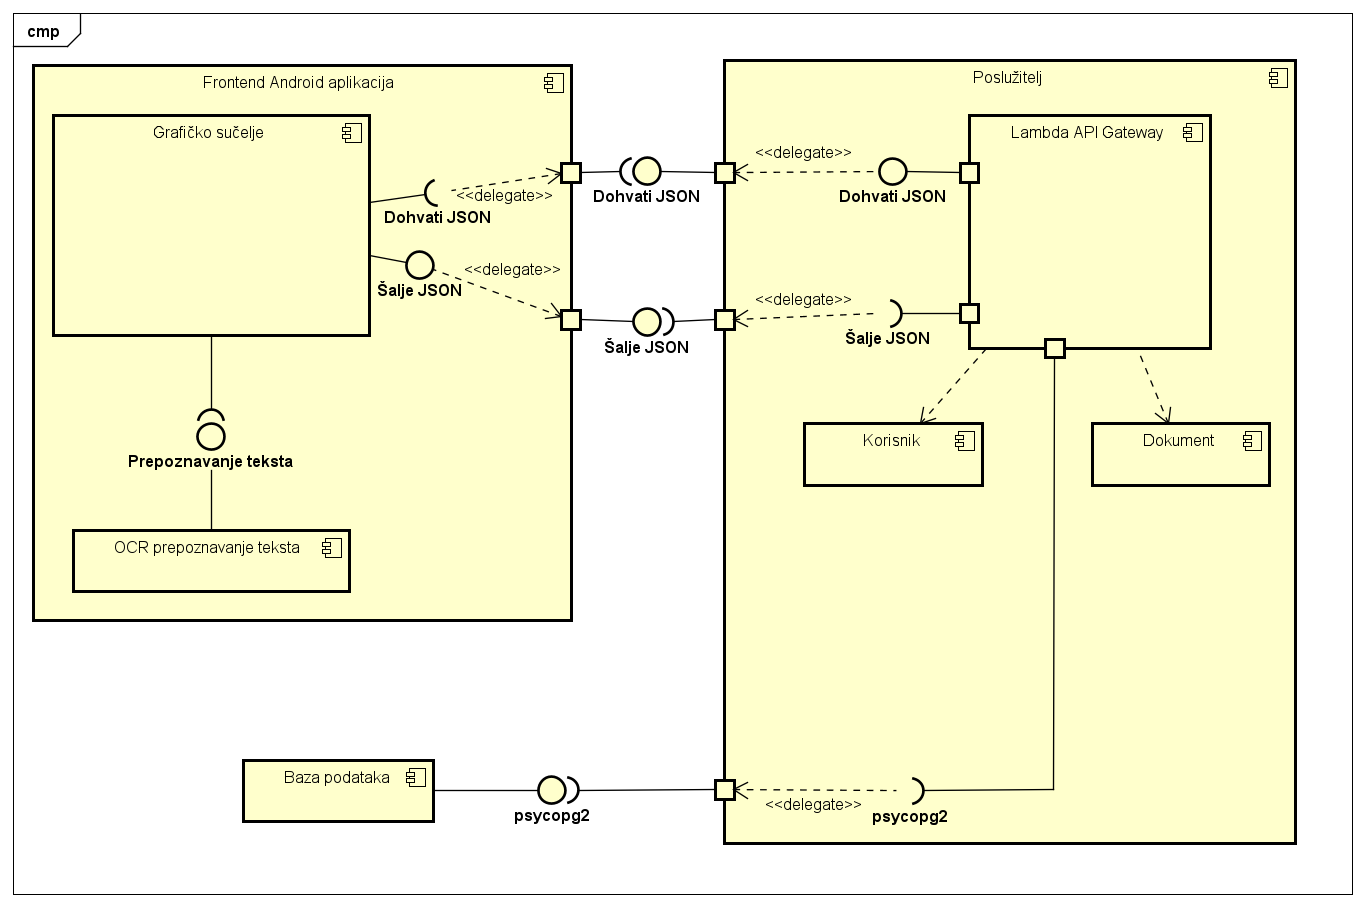 cmp
Frontend Android aplikacija
Grafičko sučelje
Dohvati JSON
<<delegate>>
Šalje JSON
<<delegate>>
Prepoznavanje teksta
OCR prepoznavanje teksta
Dohvati JSON
Šalje JSON
Poslužitelj
Lambda API Gateway
<<delegate>>
Dohvati JSON
<<delegate>>
Šalje JSON
Korisnik
Dokument
Baza podataka
psycopg2
<<delegate>>
psycopg2